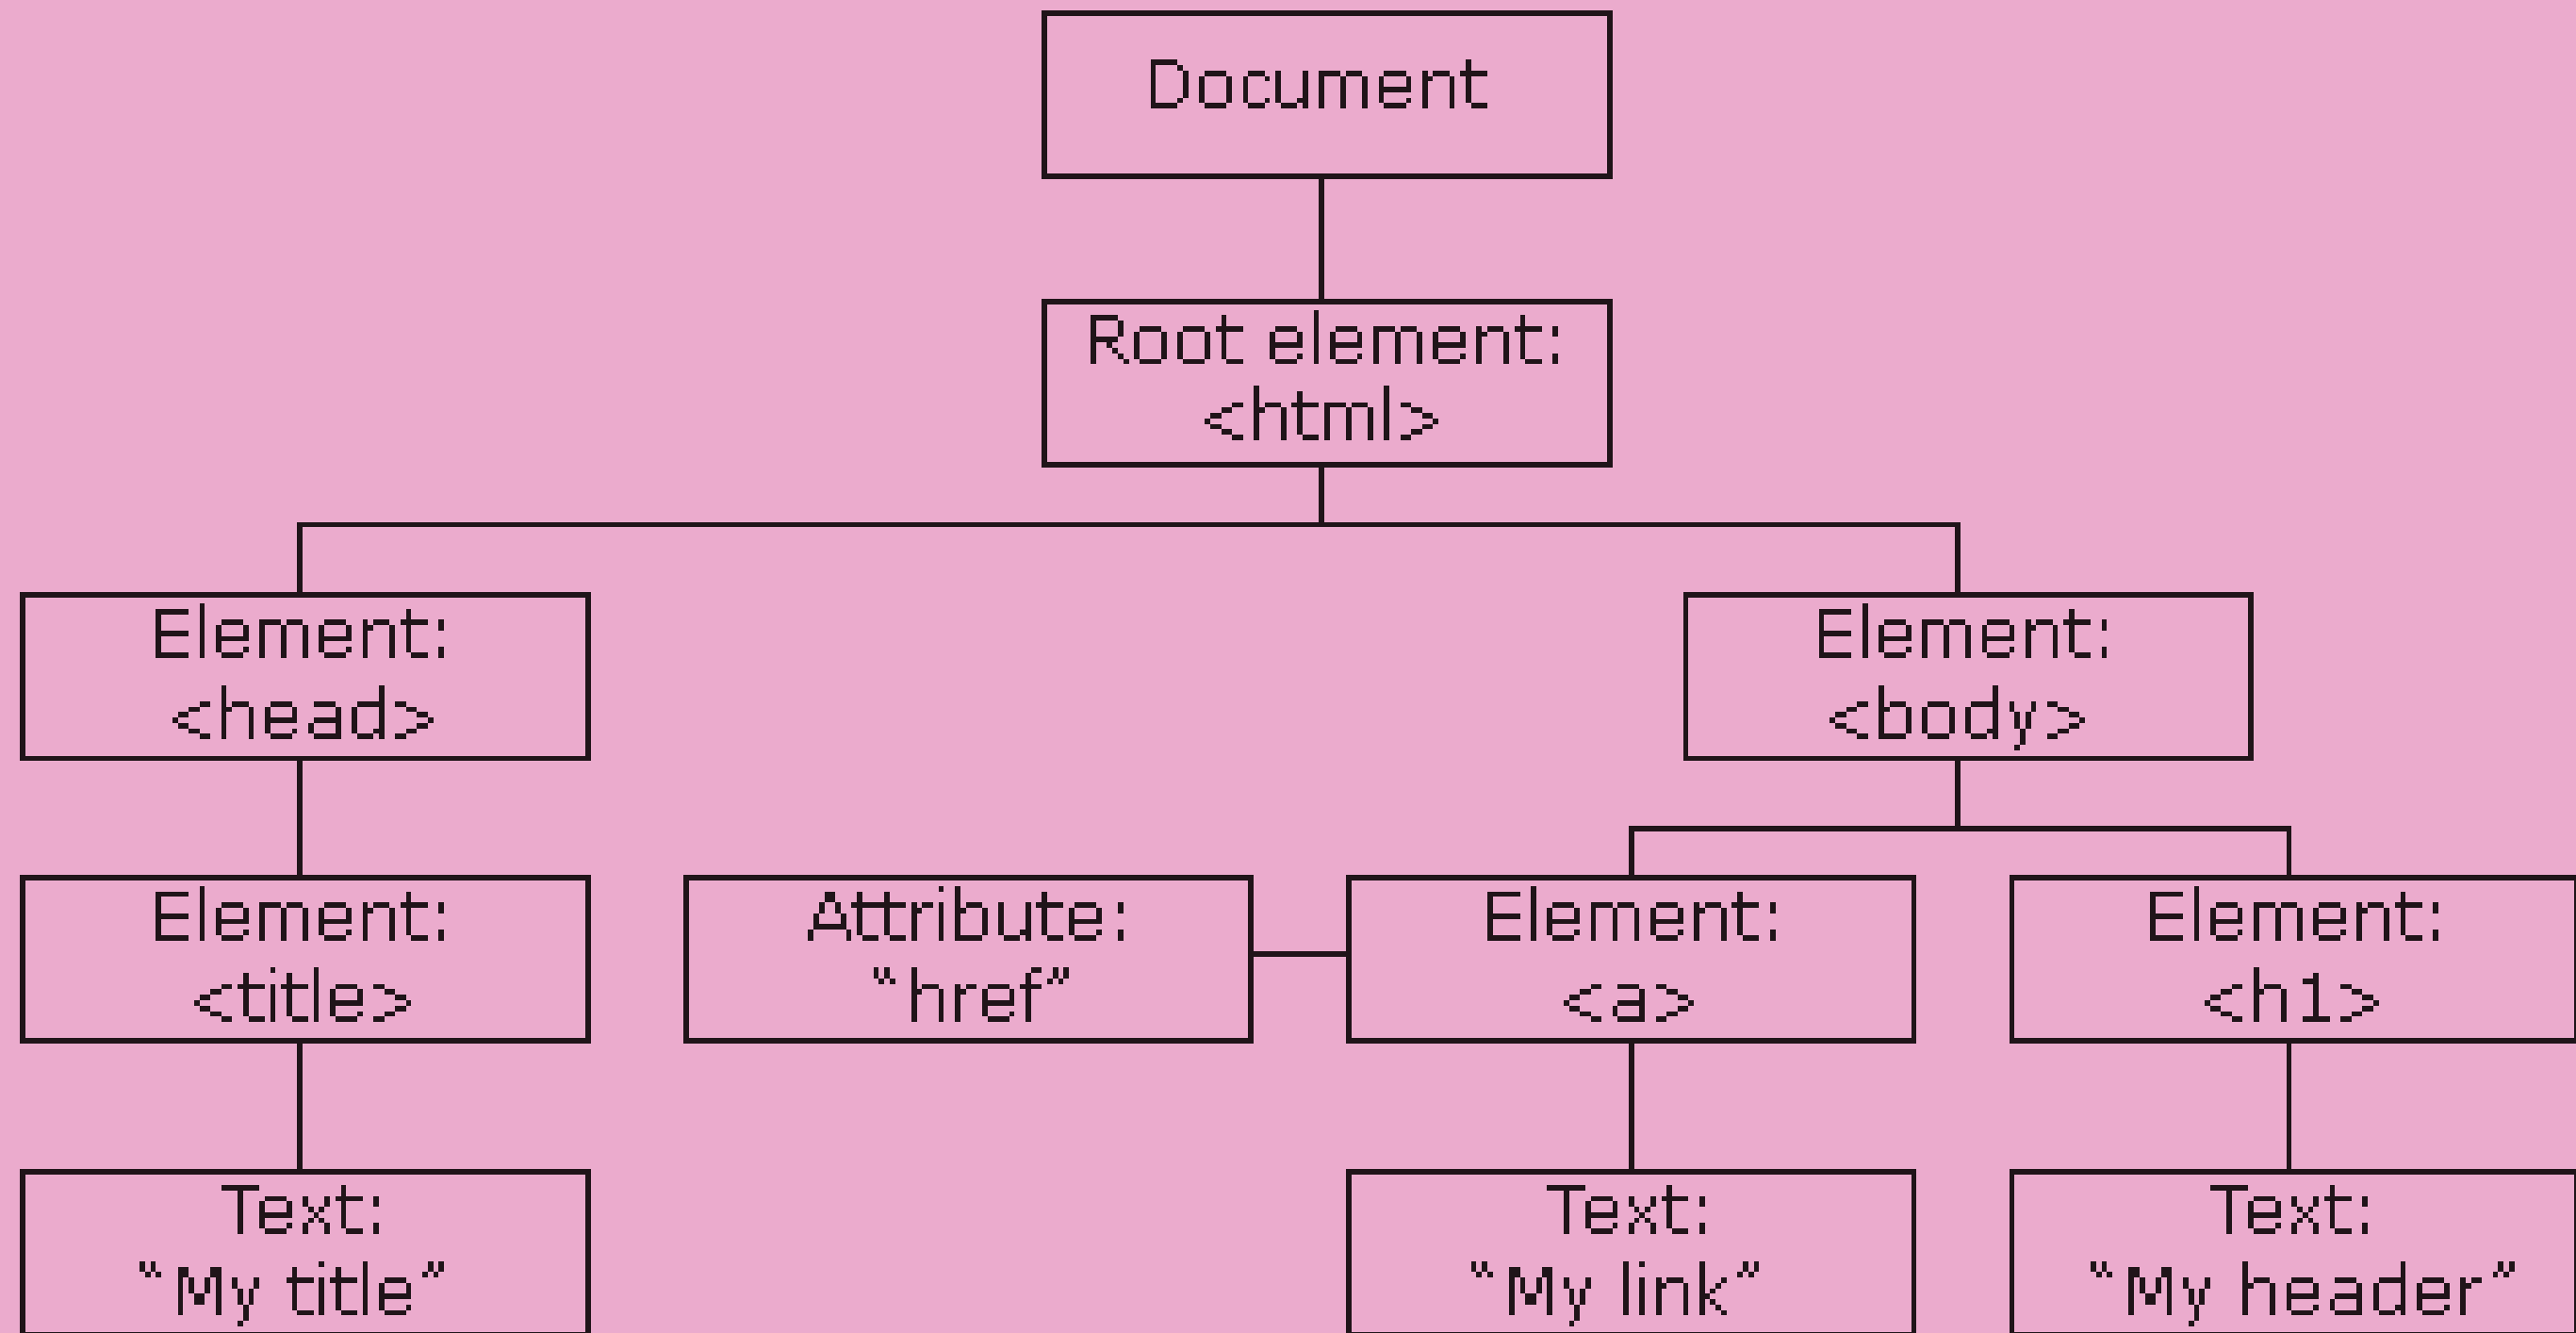 Document
Root element:
<html>
Element:
<head>
Element:
<body>
Element:
<title>
Attribute:
“href”
Element:
<a>
Element:
<h1>
Text:
“My title”
Text:
“My link”
Text:
“My header”